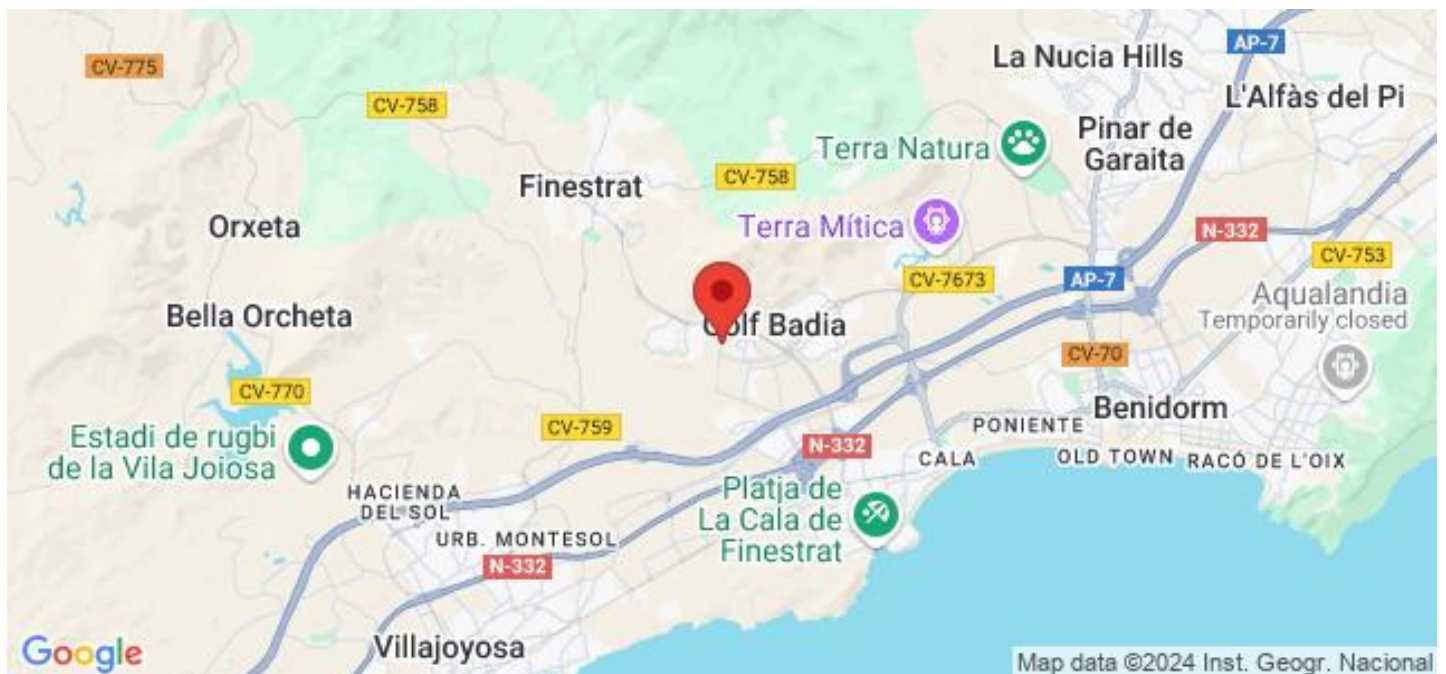 CV-775
CV-758
La Nucia Hills
AP-7
L'Alfàs del Pi
Terra Natura
Pinar de
Garaita
Finestrat
CV-758
Orxeta
Terra Mítica
N-332
CV-753
CV-7673
AP-7
Bella Orcheta
Golf Badia
Aqualandia
Temporarily closed
CV-770
CV-70
Benidorm
Estadi de rugbi
de la Vila Joiosa
CV-759
N-332
PONIENTE
CALA
OLD TOWN
RACÓ DE L'OIX
HACIENDA
DEL SOL
URB. MONTESOL
Platja de
La Cala de
Finestrat
N-332
Villajoyosa
Google
Map data ©2024 Inst. Geogr. Nacional